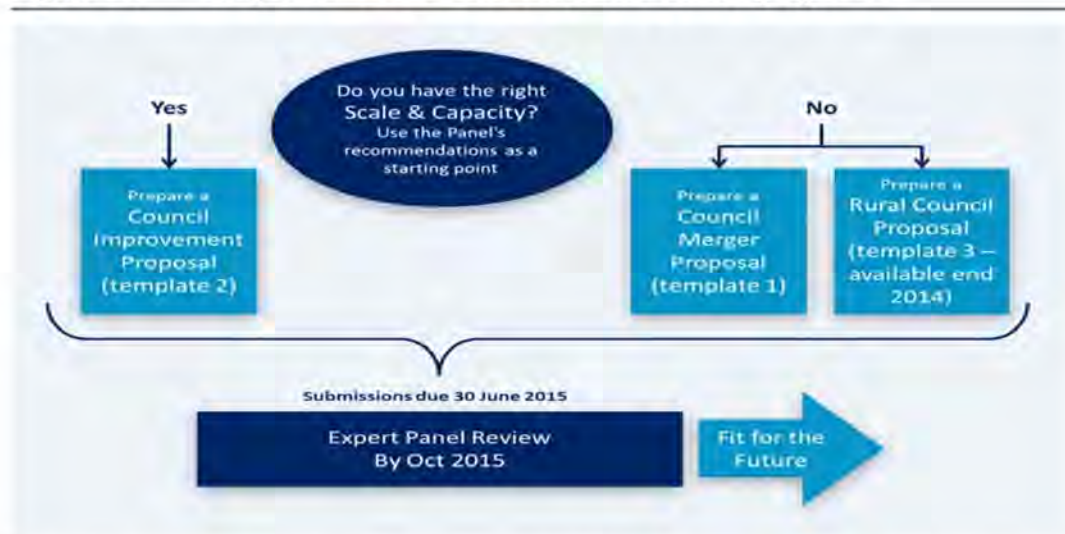 Do you have the right
Scale & Capacity?
Use the Panel's
recommendations as a
starting point
Yes
No
Prepare a
Council
Improvement
Proposal
(template 2)
Prepare a
Council
Merger
Proposal
(template 1)
Prepare a
Rural Council
Proposal
(template 3 –
available end
2014)
Submissions due 30 June 2015
Expert Panel Review
By Oct 2015
Fit for the
Future